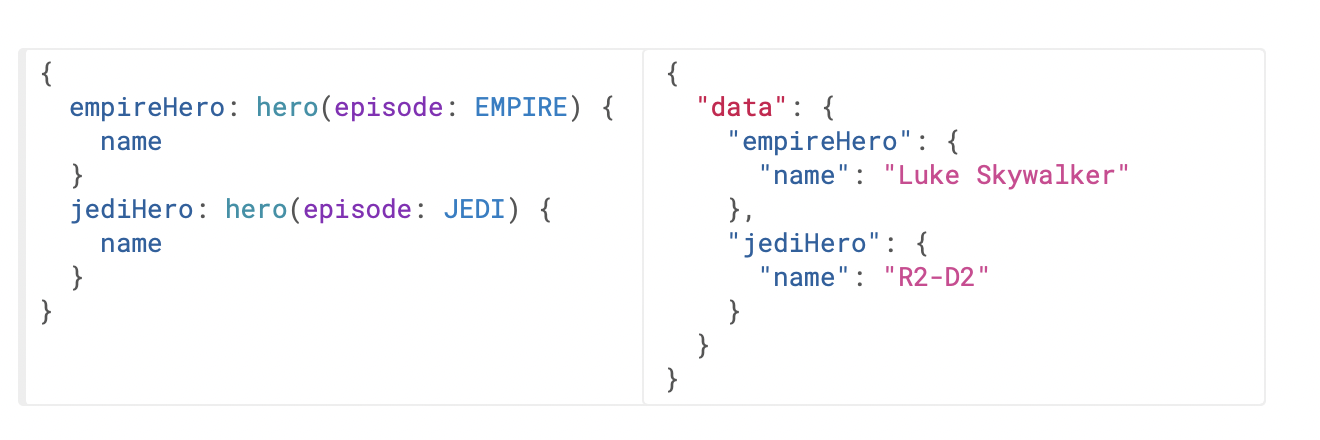 {
  empireHero: hero(episode: EMPIRE) {
    name
  }
  jediHero: hero(episode: JEDI) {
    name
  }
}
{
  "data": {
    "empireHero": {
      "name": "Luke Skywalker"
    },
    "jediHero": {
      "name": "R2-D2"
    }
  }
}